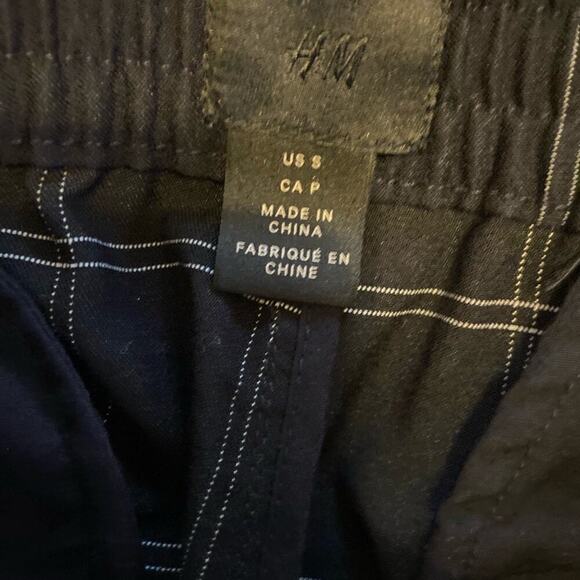 H&M
US S
CA P
MADE IN
CHINA
FABRIQUÉ EN
CHINE